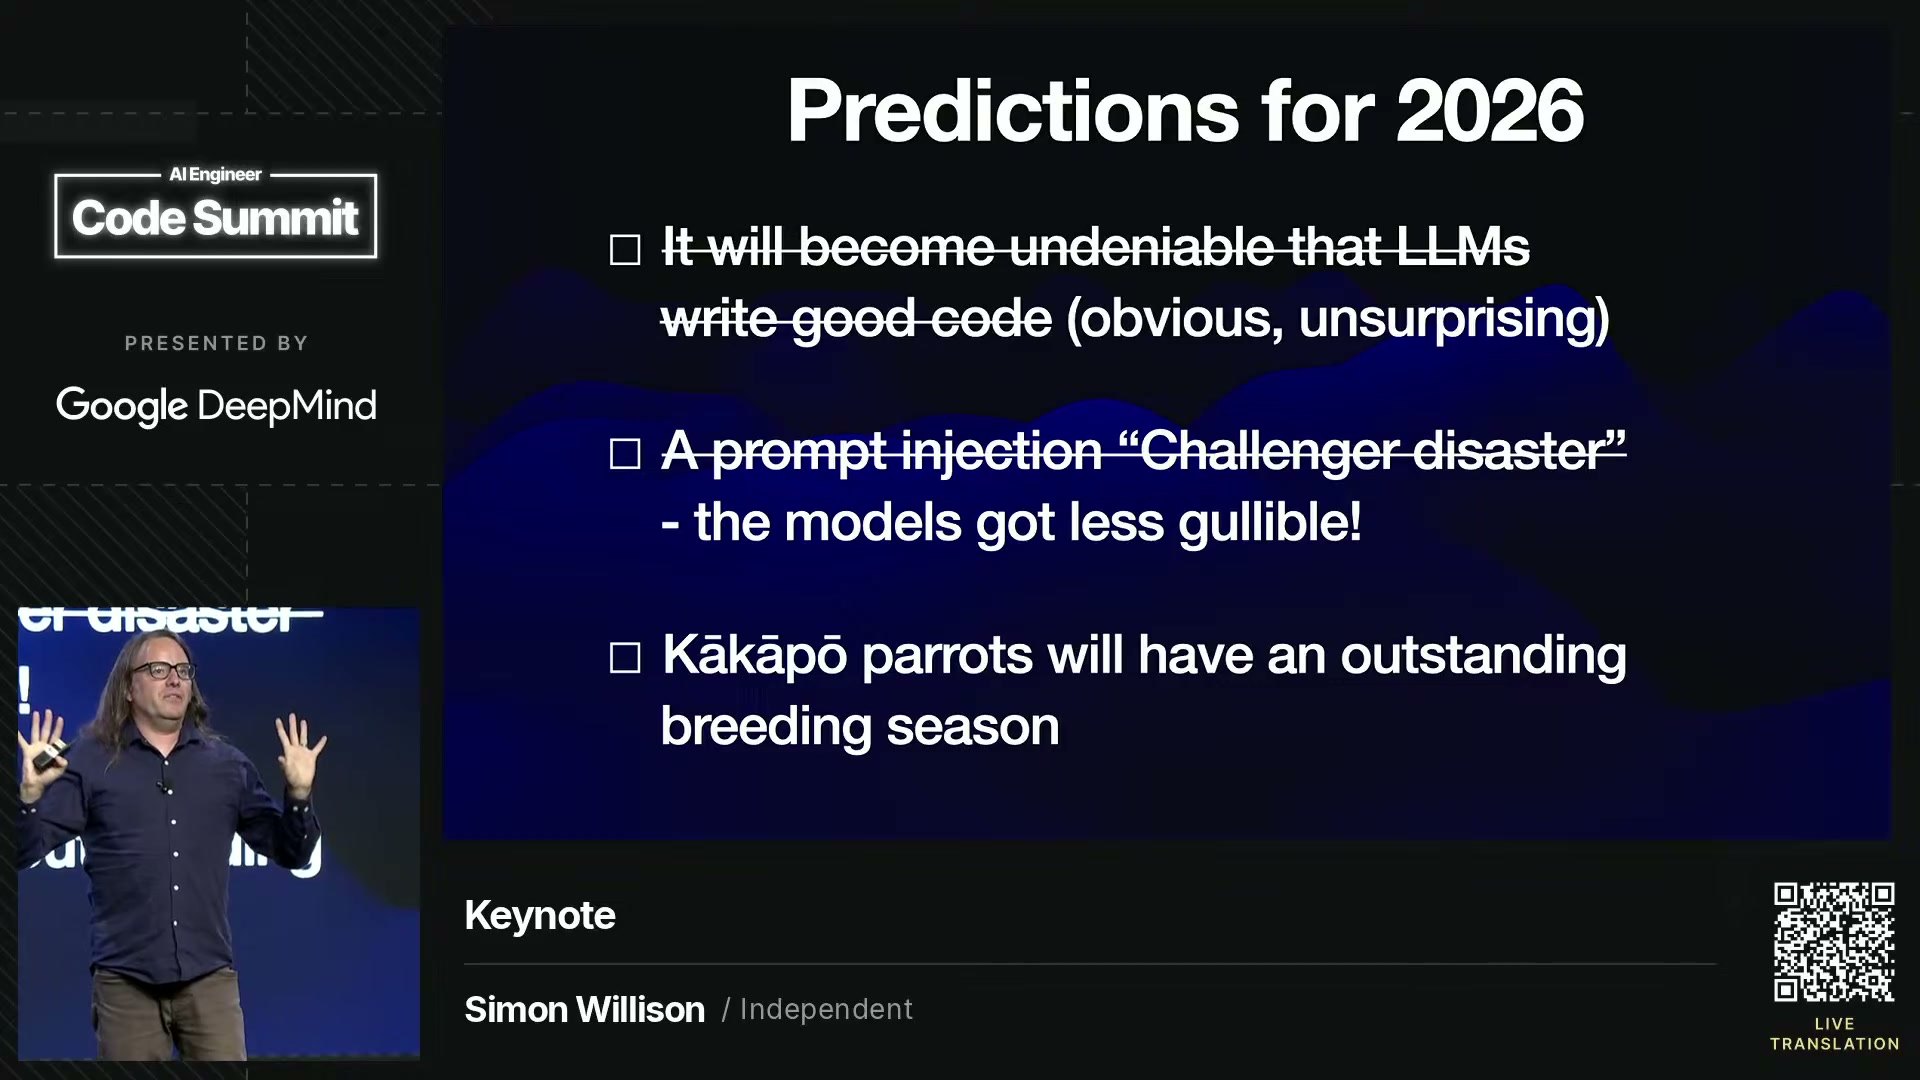 AI Engineer
Code Summit
PRESENTED BY
Google DeepMind
Predictions for 2026
It will become undeniable that LLMs
write good code (obvious, unsurprising)
A prompt injection “Challenger disaster”
- the models got less gullible!
Kākāpō parrots will have an outstanding
breeding season
er disaster
!
Keynote
Simon Willison / Independent
LIVE
TRANSLATION